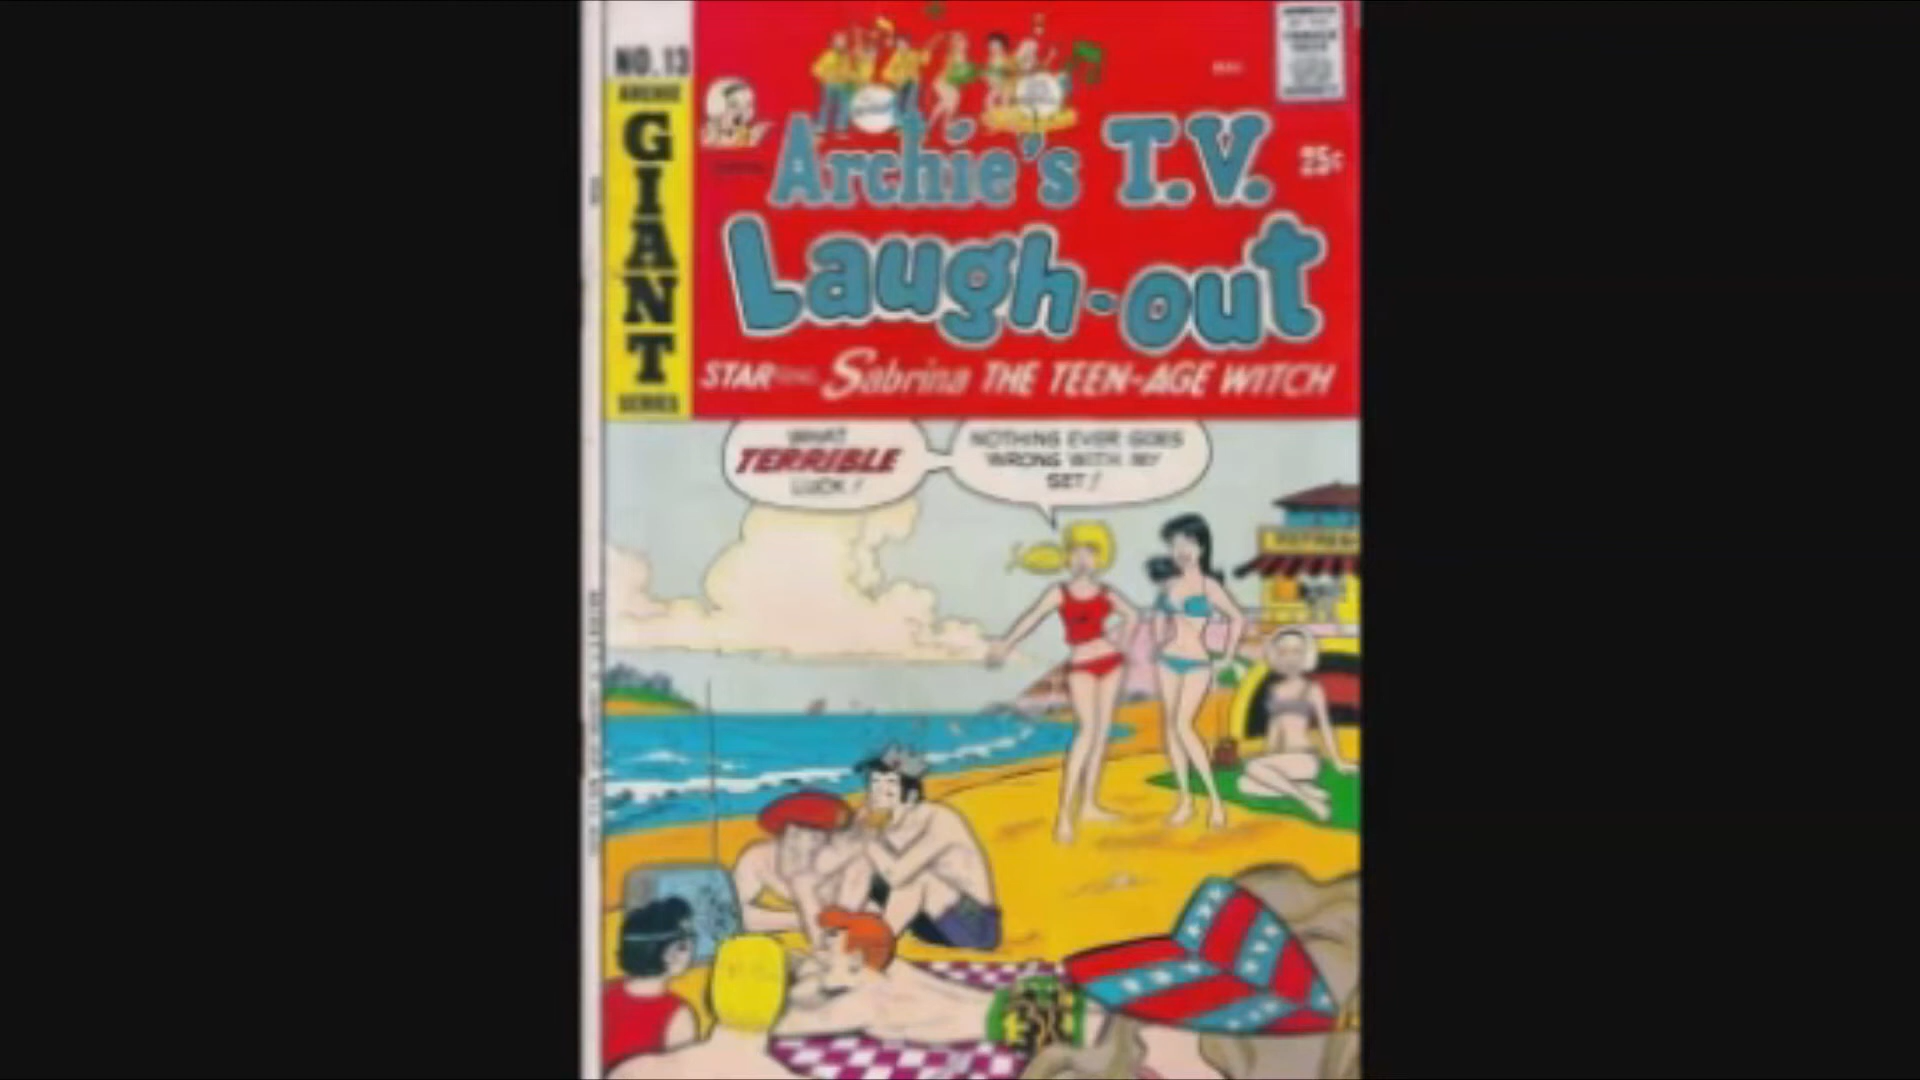 NO. 13
ARCHIE
GIANT
SERIES
Archie's T.V.
25¢
Laugh-out
STARRING Sabrina THE TEEN-AGE WITCH
WHAT
TERRIBLE
LUCK!
NOTHING EVER GOES
WRONG WITH MY
SET!